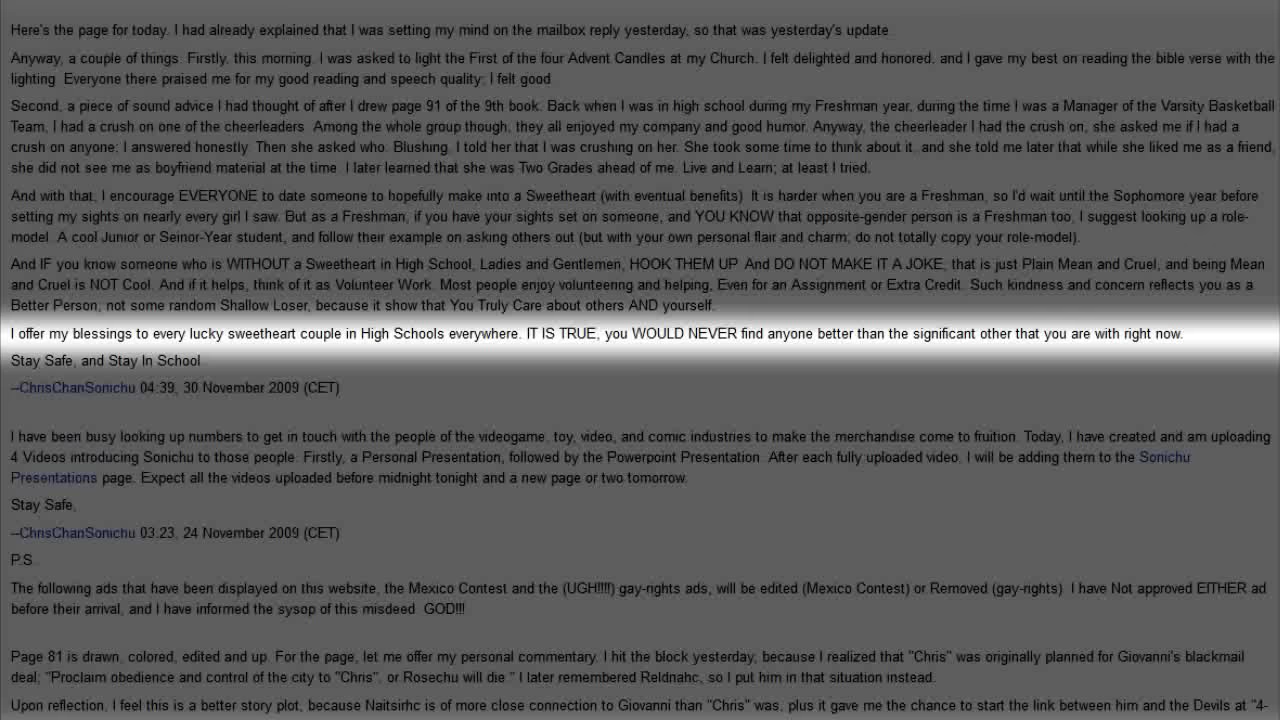 Here's the page for today. I had already explained that I was setting my mind on the mailbox reply yesterday, so that was yesterday's update.
Anyway, a couple of things. Firstly, this morning, I was asked to light the First of the four Advent Candles at my Church. I felt delighted and honored, and I gave my best on reading the bible verse with the
lighting. Everyone there praised me for my good reading and speech quality; I felt good.
Second, a piece of sound advice I had thought of after I drew page 91 of the 9th book. Back when I was in high school during my Freshman year, during the time I was a Manager of the Varsity Basketball
Team, I had a crush on one of the cheerleaders. Among the whole group though, they all enjoyed my company and good humor. Anyway, the cheerleader I had the crush on, she asked me if I had a
crush on anyone; I answered honestly. Then she asked who. Blushing, I told her that I was crushing on her. She took some time to think about it, and she told me later that while she liked me as a friend,
she did not see me as boyfriend material at the time. I later learned that she was Two Grades ahead of me. Live and Learn; at least I tried.
And with that, I encourage EVERYONE to date someone to hopefully make into a Sweetheart (with eventual benefits). It is harder when you are a Freshman, so I'd wait until the Sophomore year before
setting my sights on nearly every girl I saw. But as a Freshman, if you have your sights set on someone, and YOU KNOW that opposite-gender person is a Freshman too, I suggest looking up a role-
model. A cool Junior or Seinor-Year student, and follow their example on asking others out (but with your own personal flair and charm; do not totally copy your role-model).
And IF you know someone who is WITHOUT a Sweetheart in High School, Ladies and Gentlemen, HOOK THEM UP. And DO NOT MAKE IT A JOKE, that is just Plain Mean and Cruel, and being Mean
and Cruel is NOT Cool. And if it helps, think of it as Volunteer Work. Most people enjoy volunteering and helping, Even for an Assignment or Extra Credit. Such kindness and concern reflects you as a
Better Person, not some random Shallow Loser, because it show that You Truly Care about others AND yourself.
I offer my blessings to every lucky sweetheart couple in High Schools everywhere. IT IS TRUE, you WOULD NEVER find anyone better than the significant other that you are with right now.
Stay Safe, and Stay In School.
--ChrisChanSonichu 04:39, 30 November 2009 (CET)
I have been busy looking up numbers to get in touch with the people of the videogame, toy, video, and comic industries to make the merchandise come to fruition. Today, I have created and am uploading
4 Videos introducing Sonichu to those people. Firstly, a Personal Presentation, followed by the Powerpoint Presentation. After each fully uploaded video, I will be adding them to the Sonichu
Presentations page. Expect all the videos uploaded before midnight tonight and a new page or two tomorrow.
Stay Safe,
--ChrisChanSonichu 03:23, 24 November 2009 (CET)
P.S.
The following ads that have been displayed on this website, the Mexico Contest and the (UGH!!!!) gay-rights ads, will be edited (Mexico Contest) or Removed (gay-rights). I have Not approved EITHER ad
before their arrival, and I have informed the sysop of this misdeed. GOD!!!
Page 81 is drawn, colored, edited and up. For the page, let me offer my personal commentary. I hit the block yesterday, because I realized that "Chris" was originally planned for Giovanni's blackmail
deal; "Proclaim obedience and control of the city to "Chris", or Rosechu will die." I later remembered Reldnahc, so I put him in that situation instead.
Upon reflection, I feel this is a better story plot, because Naitsirhc is of more close connection to Giovanni than "Chris" was, plus it gave me the chance to start the link between him and the Devils at "4-